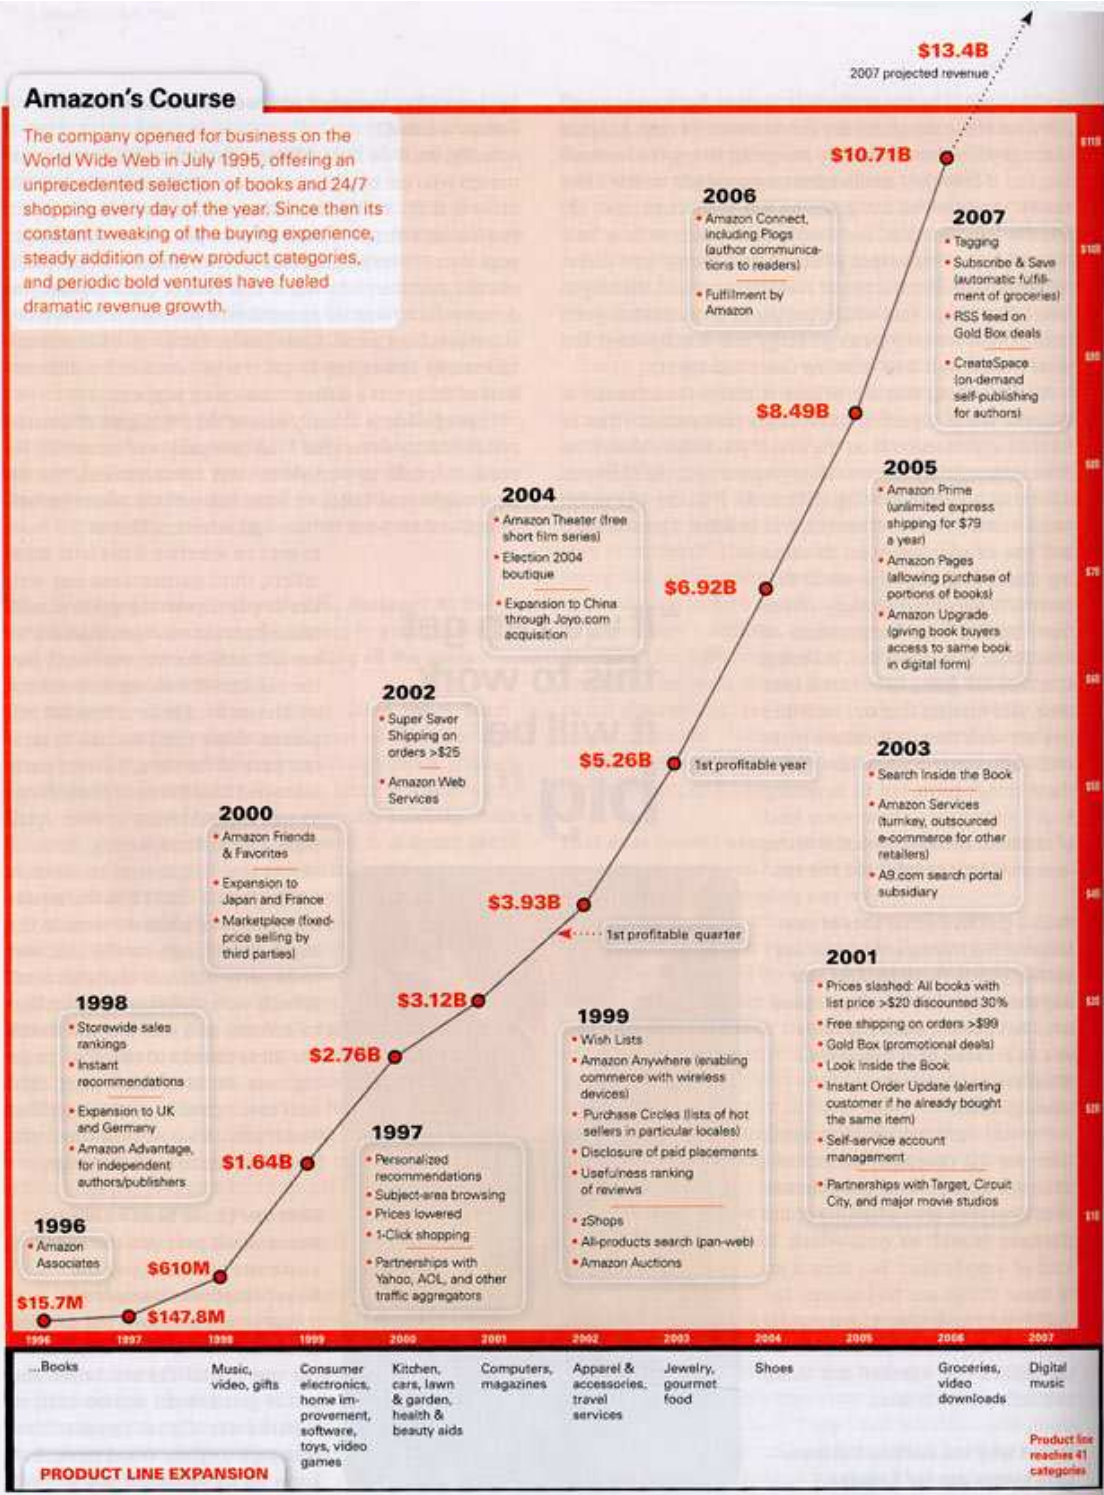 $13.4B
2007 projected revenue
Amazon's Course
The company opened for business on the
World Wide Web in July 1995, offering an
unprecedented selection of books and 24/7
shopping every day of the year. Since then its
constant tweaking of the buying experience,
steady addition of new product categories,
and periodic bold ventures have fueled
dramatic revenue growth.
$10.71B
2006
• Amazon Connect,
including Plogs
(author communica-
tions to readers)
• Fulfillment by
Amazon
2007
• Tagging
• Subscribe & Save
(automatic fulfill-
ment of groceries)
• RSS feed on
Gold Box deals
• CreateSpace
(on-demand
self-publishing
for authors)
$8.49B
2005
• Amazon Prime
(unlimited express
shipping for $79
a year)
• Amazon Pages
(allowing purchase of
portions of books)
• Amazon Upgrade
(giving book buyers
access to same book
in digital form)
2004
• Amazon Theater (free
short film series)
• Election 2004
boutique
• Expansion to China
through Joyo.com
acquisition
$6.92B
2002
• Super Saver
Shipping on
orders >$25
• Amazon Web
Services
$5.26B
1st profitable year
2003
• Search Inside the Book
• Amazon Services
(turnkey, outsourced
e-commerce for other
retailers)
• A9.com search portal
subsidiary
2000
• Amazon Friends
& Favorites
• Expansion to
Japan and France
• Marketplace (fixed-
price selling by
third parties)
$3.93B
1st profitable quarter
2001
• Prices slashed: All books with
list price >$20 discounted 30%
• Free shipping on orders >$99
• Gold Box (promotional deals)
• Look Inside the Book
• Instant Order Update (alerting
customer if he already bought
the same item)
• Self-service account
management
• Partnerships with Target, Circuit
City, and major movie studios
$3.12B
1998
• Storewide sales
rankings
• Instant
recommendations
• Expansion to UK
and Germany
• Amazon Advantage,
for independent
authors/publishers
$2.76B
1999
• Wish Lists
• Amazon Anywhere (enabling
commerce with wireless
devices)
• Purchase Circles (lists of hot
sellers in particular locales)
• Disclosure of paid placements
• Usefulness ranking
of reviews
• zShops
• All-products search (pan-web)
• Amazon Auctions
1997
• Personalized
recommendations
• Subject-area browsing
• Prices lowered
• 1-Click shopping
• Partnerships with
Yahoo, AOL, and other
traffic aggregators
$1.64B
1996
• Amazon
Associates
$610M
$15.7M
$147.8M
1996 1997 1998 1999 2000 2001 2002 2003 2004 2005 2006 2007
...Books
Music,
video, gifts
Consumer
electronics,
home im-
provement,
software,
toys, video
games
Kitchen,
cars, lawn
& garden,
health &
beauty aids
Computers,
magazines
Apparel &
accessories,
travel
services
Jewelry,
gourmet
food
Shoes
Groceries,
video
downloads
Digital
music
Product line
reaches 41
categories
PRODUCT LINE EXPANSION